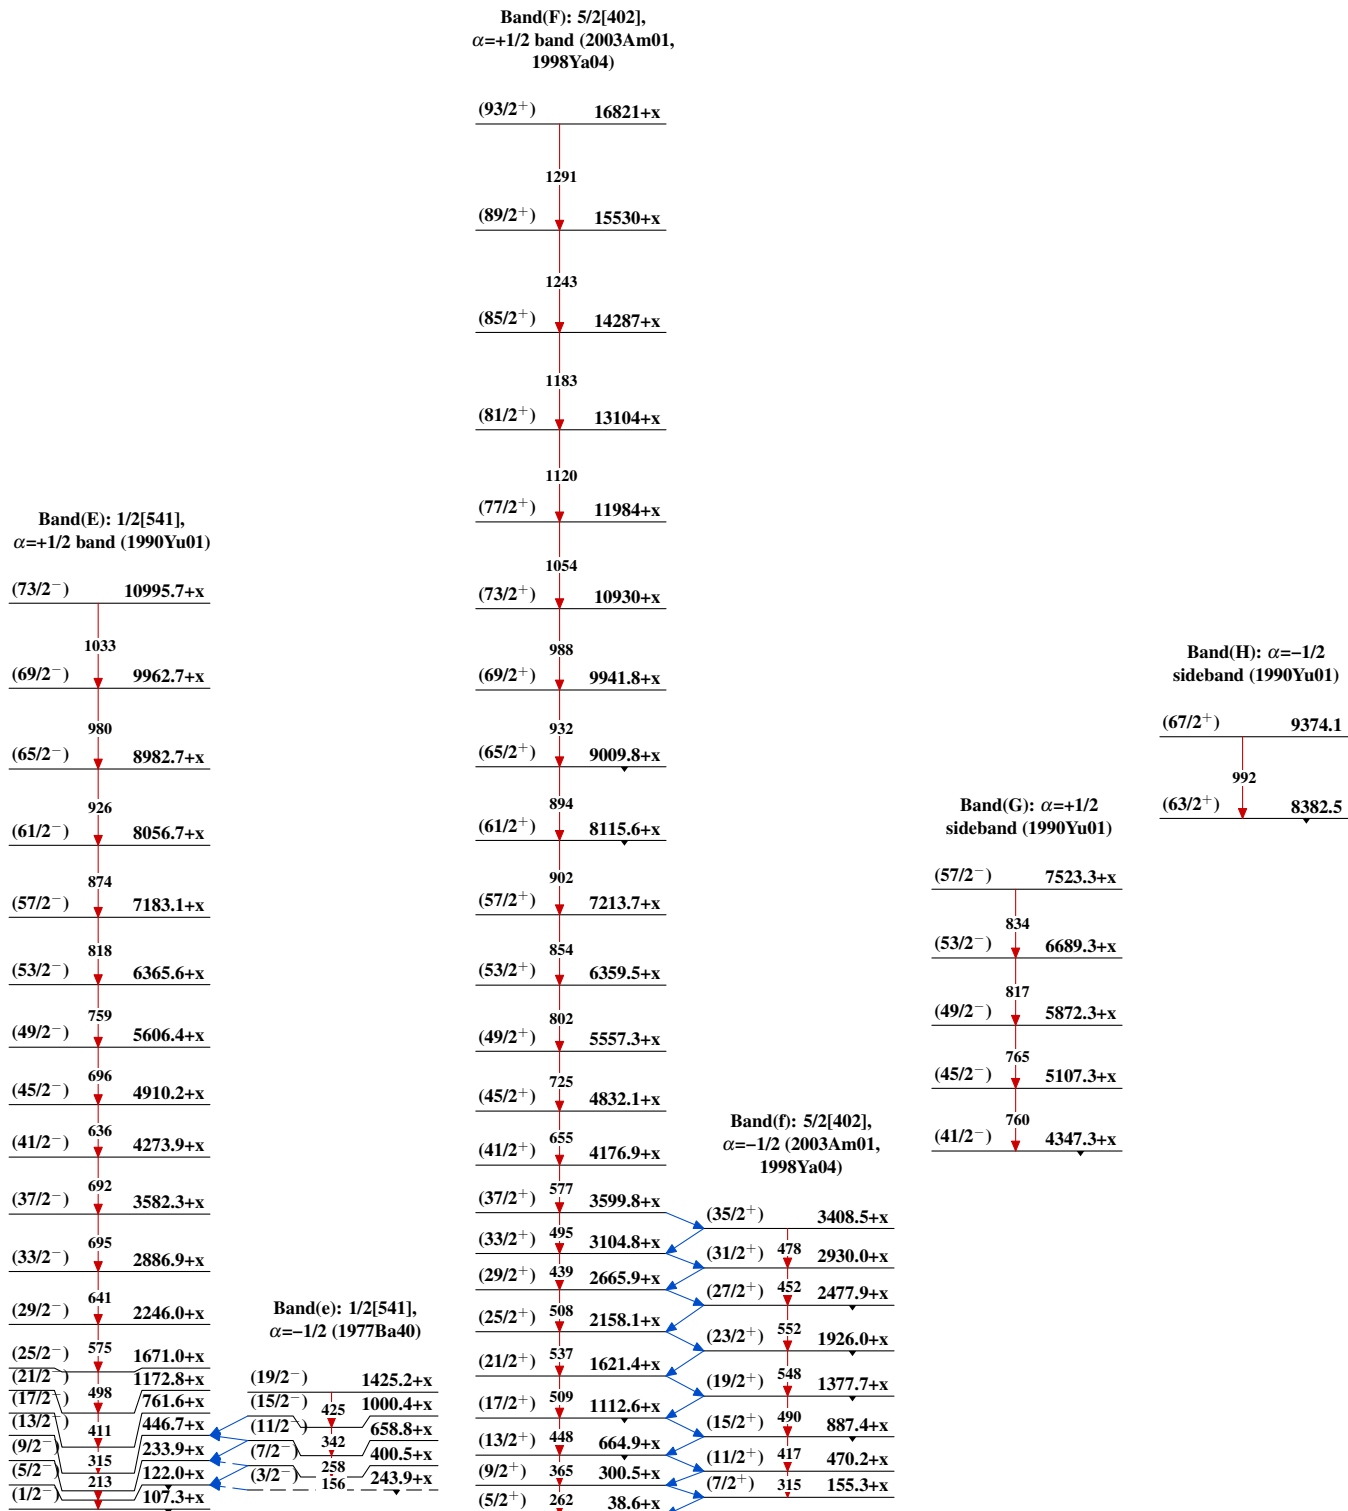 Band(E): 1/2[541],
α=+1/2 band (1990Yu01)
(73/2−) 10995.7+x
1033
(69/2−) 9962.7+x
980
(65/2−) 8982.7+x
926
(61/2−) 8056.7+x
874
(57/2−) 7183.1+x
818
(53/2−) 6365.6+x
759
(49/2−) 5606.4+x
696
(45/2−) 4910.2+x
636
(41/2−) 4273.9+x
692
(37/2−) 3582.3+x
695
(33/2−) 2886.9+x
641
(29/2−) 2246.0+x
575
(25/2−) 1671.0+x
498
(21/2−) 1172.8+x
411
(17/2−) 761.6+x
315
(13/2−) 446.7+x
213
(9/2−) 233.9+x
(5/2−) 122.0+x
(1/2−) 107.3+x
Band(e): 1/2[541],
α=−1/2 (1977Ba40)
(19/2−) 1425.2+x
425
(15/2−) 1000.4+x
342
(11/2−) 658.8+x
258
(7/2−) 400.5+x
156
(3/2−) 243.9+x
Band(F): 5/2[402],
α=+1/2 band (2003Am01,
1998Ya04)
(93/2+) 16821+x
1291
(89/2+) 15530+x
1243
(85/2+) 14287+x
1183
(81/2+) 13104+x
1120
(77/2+) 11984+x
1054
(73/2+) 10930+x
988
(69/2+) 9941.8+x
932
(65/2+) 9009.8+x
894
(61/2+) 8115.6+x
902
(57/2+) 7213.7+x
854
(53/2+) 6359.5+x
802
(49/2+) 5557.3+x
725
(45/2+) 4832.1+x
655
(41/2+) 4176.9+x
577
(37/2+) 3599.8+x
495
(33/2+) 3104.8+x
439
(29/2+) 2665.9+x
508
(25/2+) 2158.1+x
537
(21/2+) 1621.4+x
509
(17/2+) 1112.6+x
448
(13/2+) 664.9+x
365
(9/2+) 300.5+x
262
(5/2+) 38.6+x
Band(f): 5/2[402],
α=−1/2 (2003Am01,
1998Ya04)
(35/2+) 3408.5+x
478
(31/2+) 2930.0+x
452
(27/2+) 2477.9+x
552
(23/2+) 1926.0+x
548
(19/2+) 1377.7+x
490
(15/2+) 887.4+x
417
(11/2+) 470.2+x
315
(7/2+) 155.3+x
Band(G): α=+1/2
sideband (1990Yu01)
(57/2−) 7523.3+x
834
(53/2−) 6689.3+x
817
(49/2−) 5872.3+x
765
(45/2−) 5107.3+x
760
(41/2−) 4347.3+x
Band(H): α=−1/2
sideband (1990Yu01)
(67/2+) 9374.1
992
(63/2+) 8382.5